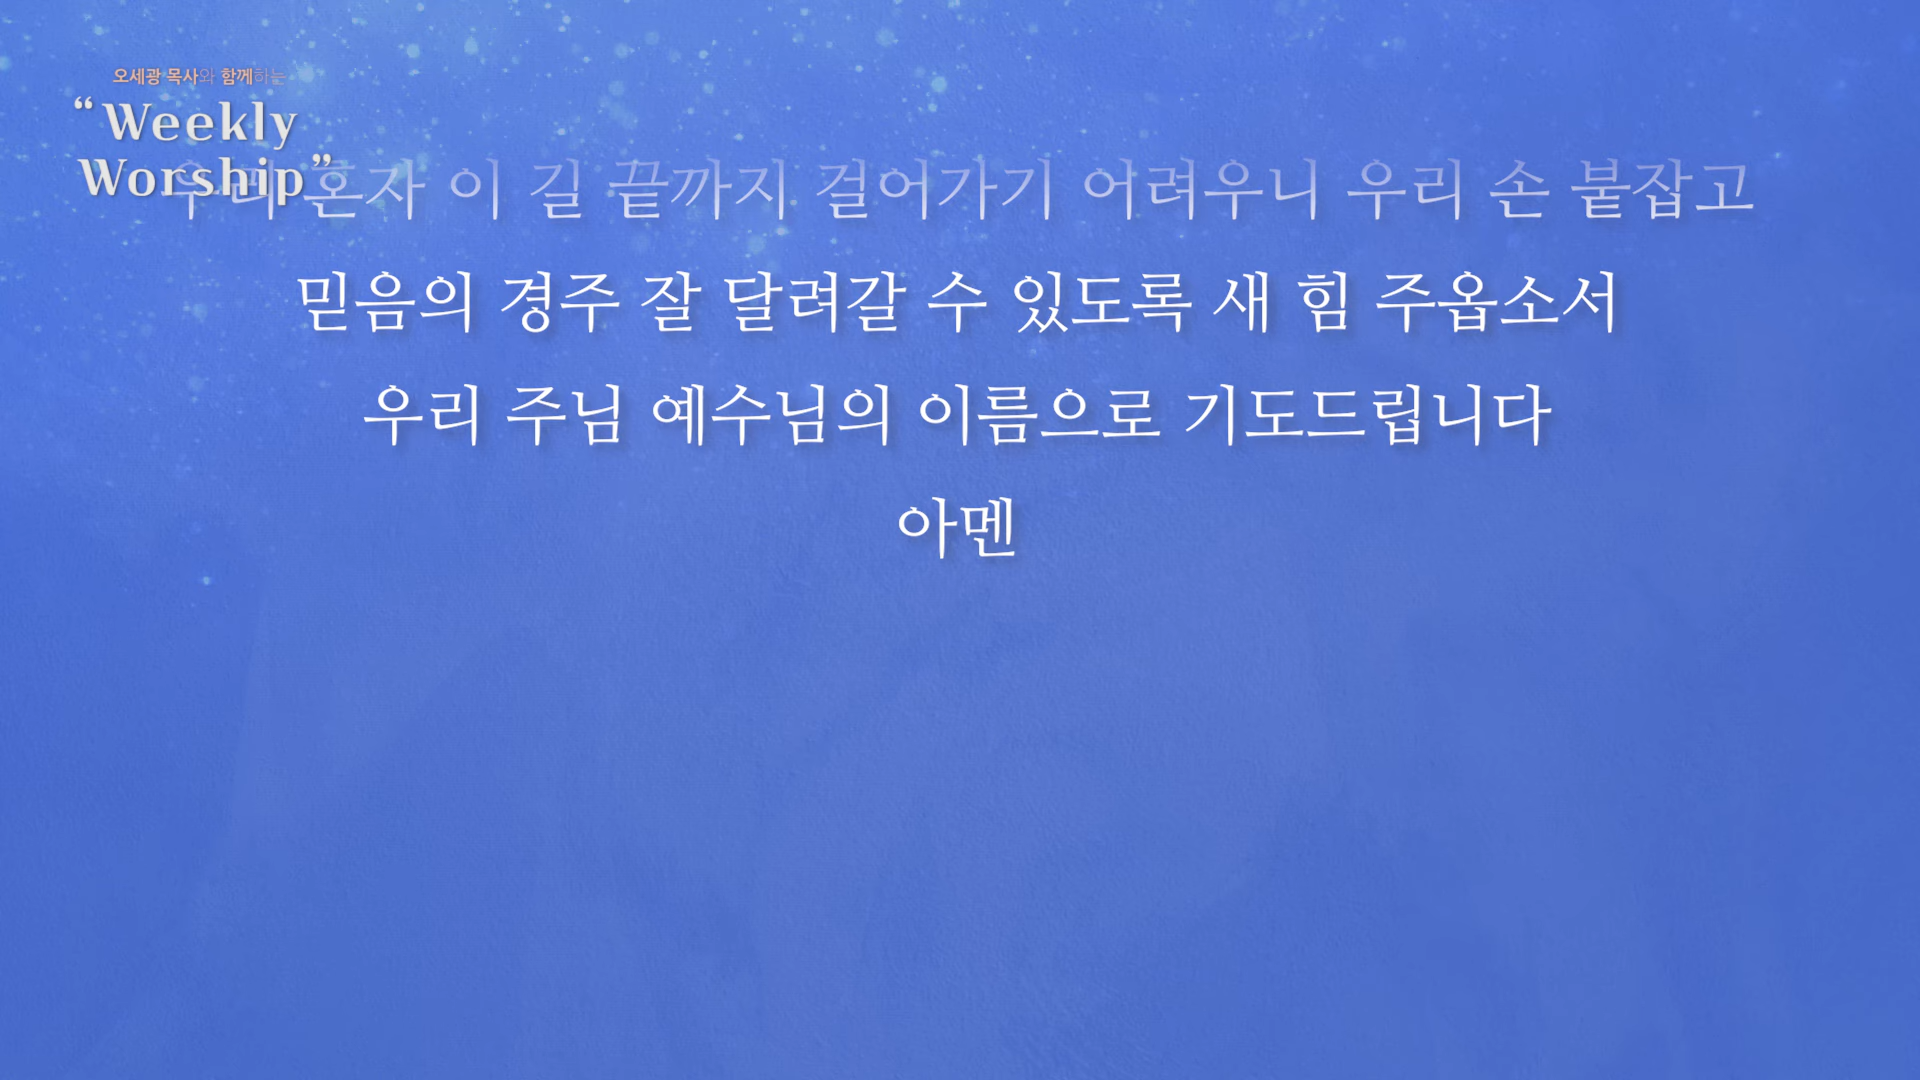 오세광 목사와 함께하는
“Weekly
Worship”
우리 혼자 이 길 끝까지 걸어가기 어려우니 우리 손 붙잡고
믿음의 경주 잘 달려갈 수 있도록 새 힘 주옵소서
우리 주님 예수님의 이름으로 기도드립니다
아멘